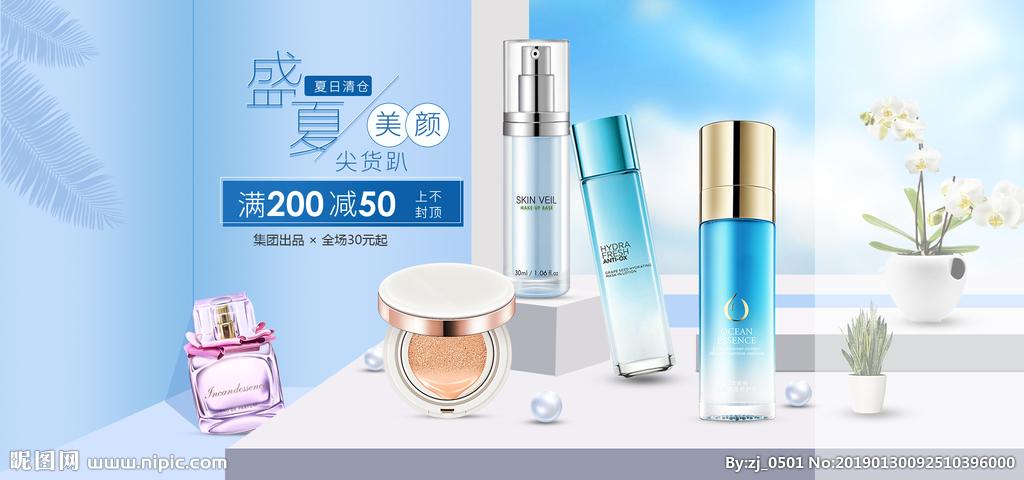 盛夏
夏日清仓
美颜
尖货趴
满200减50
上不
封顶
集团出品 × 全场30元起
SKIN VEIL
MAKE UP BASE
30ml / 1.06 fl.oz
HYDRA
FRESH
ANTI-OX
GRAPE SEED HYDRATING
MASK-IN LOTION
OCEAN
ESSENCE
Incandessence
昵图网 www.nipic.com
By:zj_0501 No:20190130092510396000